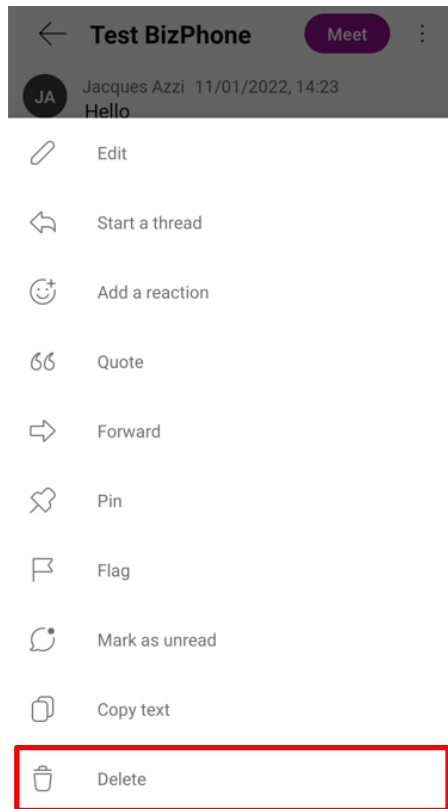 Test BizPhone Meet
JA Jacques Azzi 11/01/2022, 14:23
Hello
Edit
Start a thread
Add a reaction
Quote
Forward
Pin
Flag
Mark as unread
Copy text
Delete